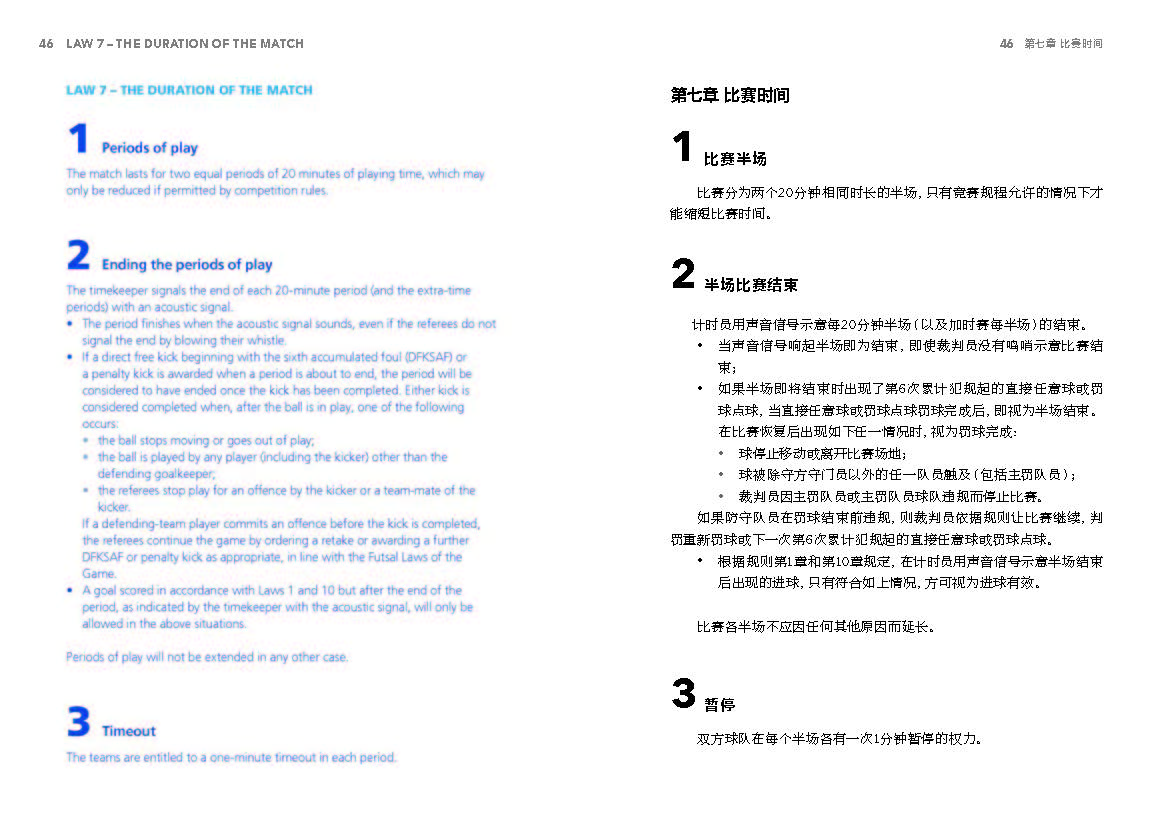 46 LAW 7 – THE DURATION OF THE MATCH
LAW 7 – THE DURATION OF THE MATCH
1 Periods of play
The match lasts for two equal periods of 20 minutes of playing time, which may
only be reduced if permitted by competition rules.
2 Ending the periods of play
The timekeeper signals the end of each 20-minute period (and the extra-time
periods) with an acoustic signal.
• The period finishes when the acoustic signal sounds, even if the referees do not
signal the end by blowing their whistle.
• If a direct free kick beginning with the sixth accumulated foul (DFKSAF) or
a penalty kick is awarded when a period is about to end, the period will be
considered to have ended once the kick has been completed. Either kick is
considered completed when, after the ball is in play, one of the following
occurs:
• the ball stops moving or goes out of play;
• the ball is played by any player (including the kicker) other than the
defending goalkeeper;
• the referees stop play for an offence by the kicker or a team-mate of the
kicker.
If a defending-team player commits an offence before the kick is completed,
the referees continue the game by ordering a retake or awarding a further
DFKSAF or penalty kick as appropriate, in line with the Futsal Laws of the
Game.
• A goal scored in accordance with Laws 1 and 10 but after the end of the
period, as indicated by the timekeeper with the acoustic signal, will only be
allowed in the above situations.
Periods of play will not be extended in any other case.
3 Timeout
The teams are entitled to a one-minute timeout in each period.
46 第七章 比赛时间
第七章 比赛时间
1 比赛半场
比赛分为两个20分钟相同时长的半场，只有竞赛规程允许的情况下才
能缩短比赛时间。
2 半场比赛结束
计时员用声音信号示意每20分钟半场（以及加时赛每半场）的结束。
• 当声音信号响起半场即为结束，即使裁判员没有鸣哨示意比赛结
束；
• 如果半场即将结束时出现了第6次累计犯规起的直接任意球或罚
球点球，当直接任意球或罚球点球罚球完成后，即视为半场结束。
在比赛恢复后出现如下任一情况时，视为罚球完成：
• 球停止移动或离开比赛场地；
• 球被除守方守门员以外的任一队员触及（包括主罚队员）；
• 裁判员因主罚队员或主罚队员球队违规而停止比赛。
如果防守队员在罚球结束前违规，则裁判员依据规则让比赛继续，判
罚重新罚球或下一次第6次累计犯规起的直接任意球或罚球点球。
• 根据规则第1章和第10章规定，在计时员用声音信号示意半场结束
后出现的进球，只有符合如上情况，方可视为进球有效。
比赛各半场不应因任何其他原因而延长。
3 暂停
双方球队在每个半场各有一次1分钟暂停的权力。